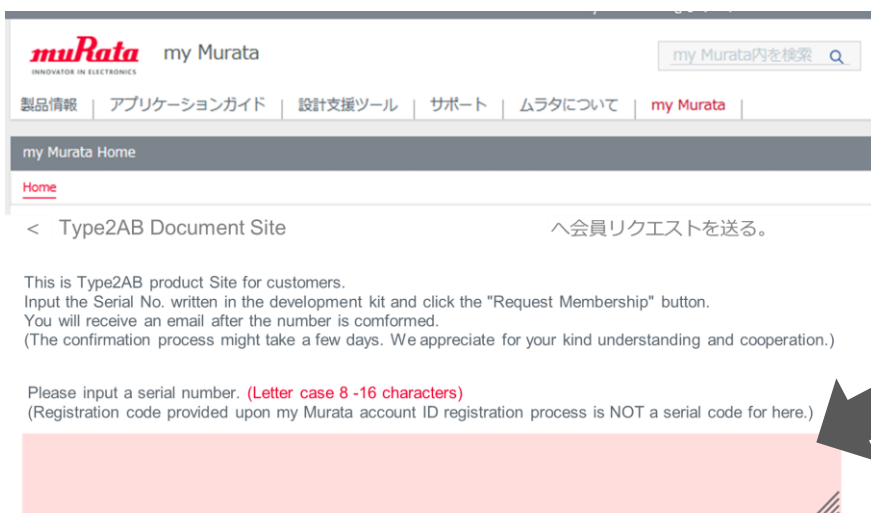 muRata my Murata
INNOVATOR IN ELECTRONICS
my Murata内を検索
製品情報 | アプリケーションガイド | 設計支援ツール | サポート | ムラタについて | my Murata |
my Murata Home
Home
< Type2AB Document Site へ会員リクエストを送る。
This is Type2AB product Site for customers.
Input the Serial No. written in the development kit and click the "Request Membership" button.
You will receive an email after the number is comformed.
(The confirmation process might take a few days. We appreciate for your kind understanding and cooperation.)
Please input a serial number. (Letter case 8 -16 characters)
(Registration code provided upon my Murata account ID registration process is NOT a serial code for here.)